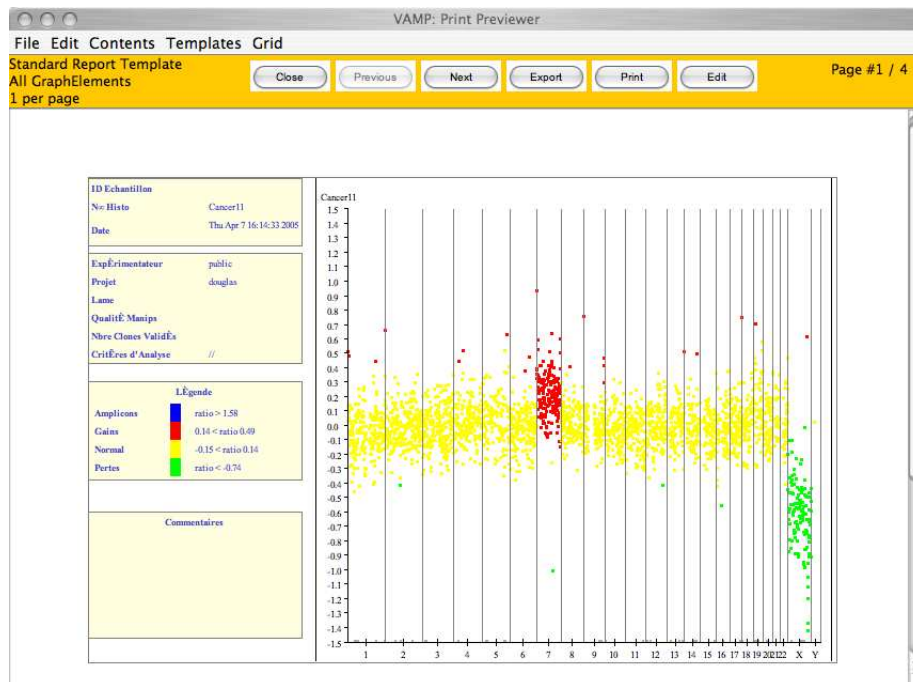 VAMP: Print Previewer
File Edit Contents Templates Grid
Standard Report Template
All GraphElements
1 per page
Close Previous Next Export Print Edit
Page #1 / 4
ID Echantillon
N∞ Histo Cancer11
Date Thu Apr 7 16:14:33 2005
ExpÈrimentateur public
Projet douglas
Lame
QualitÈ Manips
Nbre Clones ValidÈs
CritËres d'Analyse //
LÈgende
Amplicons ratio > 1.58
Gains 0.14 < ratio 0.49
Normal -0.15 < ratio 0.14
Pertes ratio < -0.74
Commentaires
Cancer11
1.5
1.4
1.3
1.2
1.1
1.0
0.9
0.8
0.7
0.6
0.5
0.4
0.3
0.2
0.1
0.0
-0.1
-0.2
-0.3
-0.4
-0.5
-0.6
-0.7
-0.8
-0.9
-1.0
-1.1
-1.2
-1.3
-1.4
-1.5
1 2 3 4 5 6 7 8 9 10 11 12 13 14 15 16 17 18 19 20 21 22 X Y